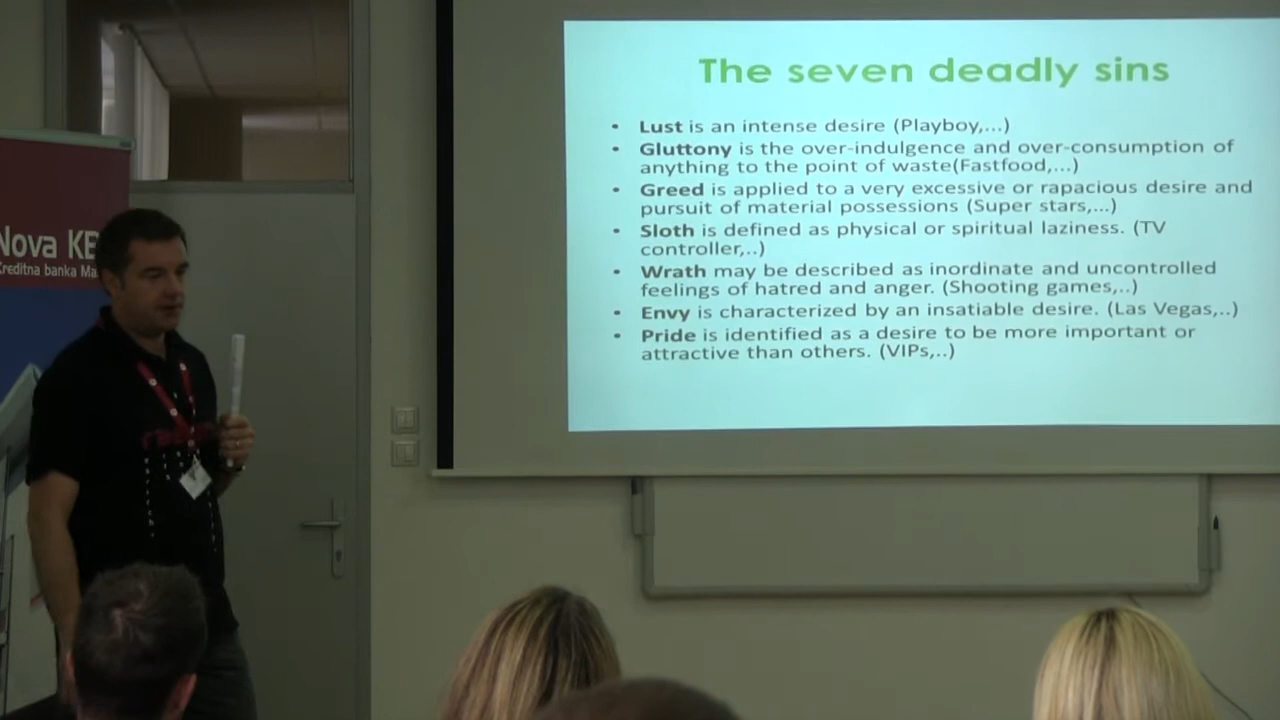 The seven deadly sins
• Lust is an intense desire (Playboy,...)
• Gluttony is the over-indulgence and over-consumption of
anything to the point of waste(Fastfood,...)
• Greed is applied to a very excessive or rapacious desire and
pursuit of material possessions (Super stars,...)
• Sloth is defined as physical or spiritual laziness. (TV
controller,..)
• Wrath may be described as inordinate and uncontrolled
feelings of hatred and anger. (Shooting games,..)
• Envy is characterized by an insatiable desire. (Las Vegas,..)
• Pride is identified as a desire to be more important or
attractive than others. (VIPs,..)
Nova KB
Kreditna banka Ma